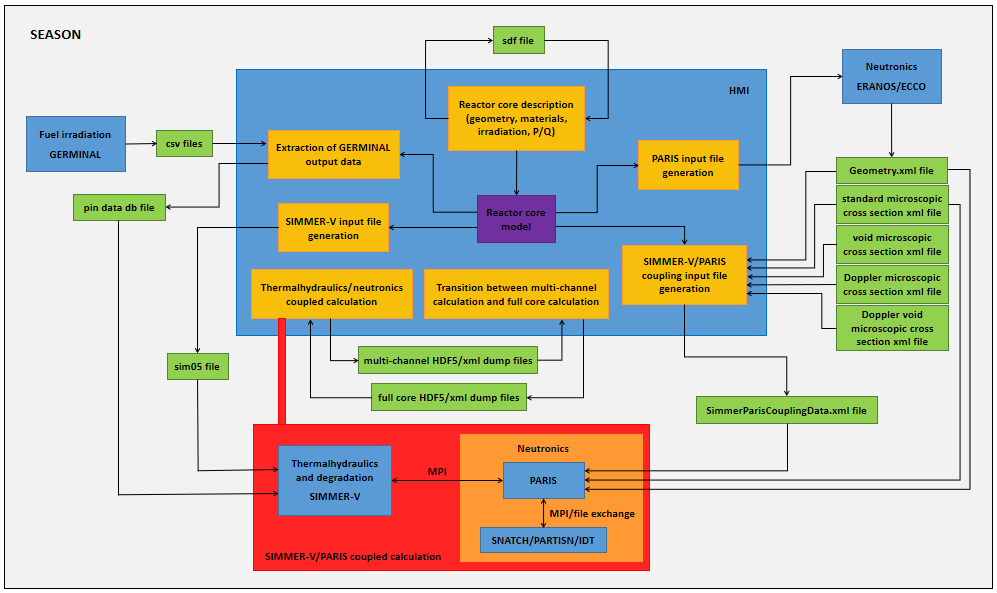 SEASON
sdf file
HMI
Neutronics
ERANOS/ECCO
Reactor core description
(geometry, materials,
irradiation, P/Q)
Fuel irradiation
GERMINAL
csv files
Extraction of GERMINAL
output data
PARIS input file
generation
Geometry.xml file
pin data db file
standard microscopic
cross section xml file
SIMMER-V input file
generation
Reactor core
model
void microscopic
cross section xml file
SIMMER-V/PARIS
coupling input file
generation
Doppler microscopic
cross section xml file
Thermalhydraulics/neutronics
coupled calculation
Transition between multi-channel
calculation and full core calculation
Doppler void
microscopic cross
section xml file
sim05 file
multi-channel HDF5/xml dump files
full core HDF5/xml dump files
SimmerParisCouplingData.xml file
Neutronics
Thermalhydraulics
and degradation
SIMMER-V
MPI
PARIS
MPI/file exchange
SNATCH/PARTISN/IDT
SIMMER-V/PARIS coupled calculation